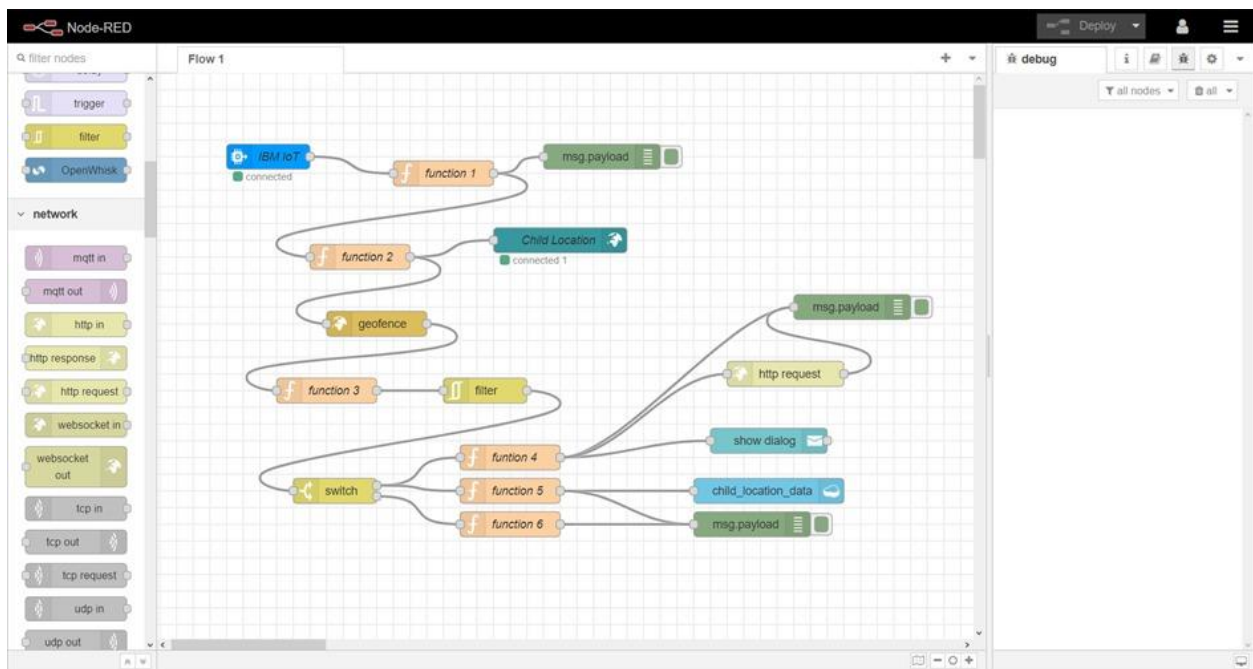 Node-RED
Deploy
filter nodes
Flow 1
debug
i
all nodes
all
trigger
filter
OpenWhisk
network
mqtt in
mqtt out
http in
http response
http request
websocket in
websocket
out
tcp in
tcp out
tcp request
udp in
udp out
IBM IoT
connected
function 1
msg.payload
function 2
Child Location
connected 1
geofence
msg.payload
http request
function 3
filter
show dialog
funtion 4
switch
function 5
child_location_data
function 6
msg.payload